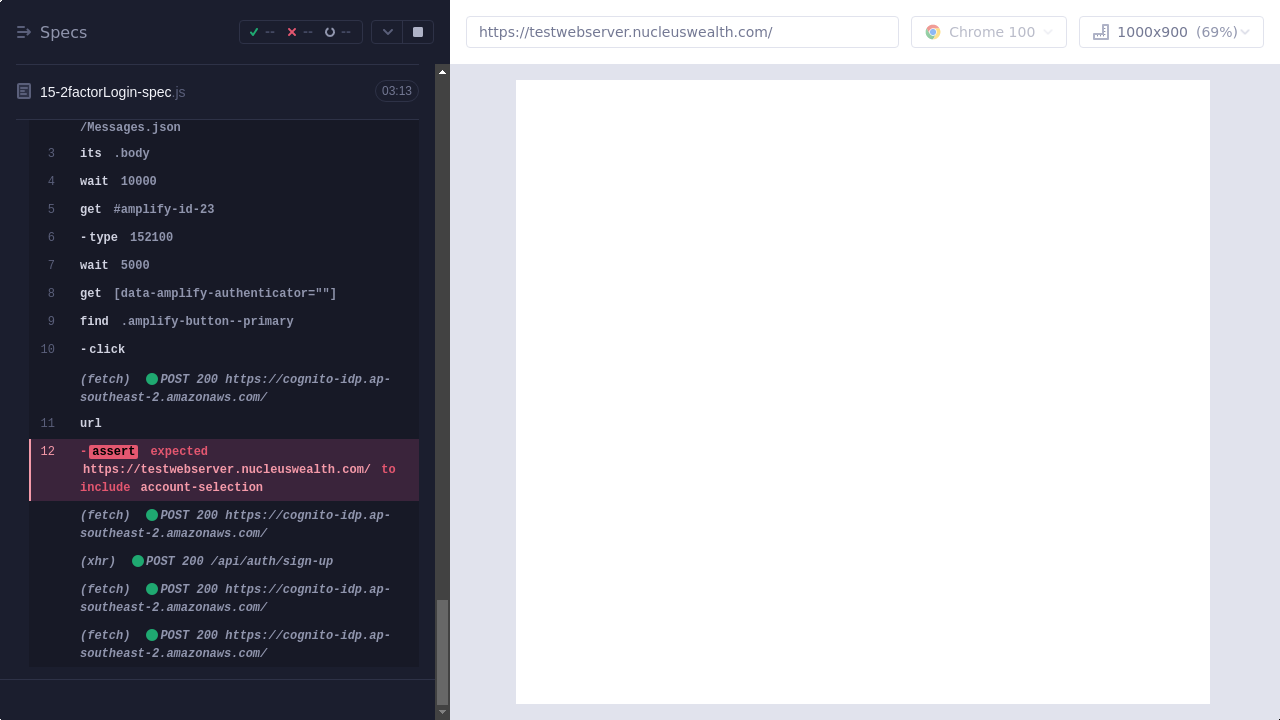 Specs
-- -- --
https://testwebserver.nucleuswealth.com/
Chrome 100
1000x900 (69%)
15-2factorLogin-spec.js
03:13
/Messages.json
3 its .body
4 wait 10000
5 get #amplify-id-23
6 -type 152100
7 wait 5000
8 get [data-amplify-authenticator=""]
9 find .amplify-button--primary
10 -click
(fetch) POST 200 https://cognito-idp.ap-
southeast-2.amazonaws.com/
11 url
12 -assert expected
https://testwebserver.nucleuswealth.com/ to
include account-selection
(fetch) POST 200 https://cognito-idp.ap-
southeast-2.amazonaws.com/
(xhr) POST 200 /api/auth/sign-up
(fetch) POST 200 https://cognito-idp.ap-
southeast-2.amazonaws.com/
(fetch) POST 200 https://cognito-idp.ap-
southeast-2.amazonaws.com/